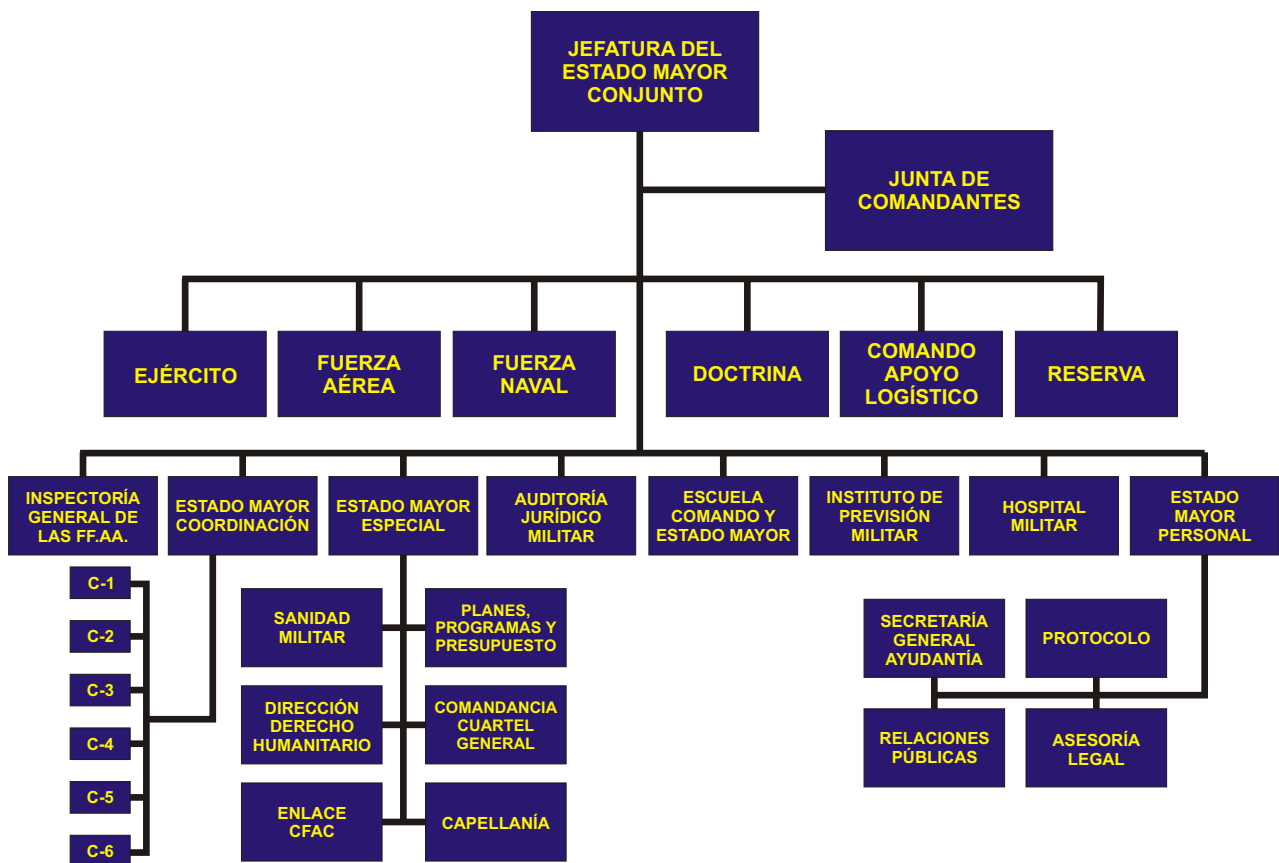 JEFATURA DEL
ESTADO MAYOR
CONJUNTO
JUNTA DE
COMANDANTES
EJÉRCITO
FUERZA
AÉREA
FUERZA
NAVAL
DOCTRINA
COMANDO
APOYO
LOGÍSTICO
RESERVA
INSPECTORÍA
GENERAL DE
LAS FF.AA.
ESTADO MAYOR
COORDINACIÓN
ESTADO MAYOR
ESPECIAL
AUDITORÍA
JURÍDICO
MILITAR
ESCUELA
COMANDO Y
ESTADO MAYOR
INSTITUTO DE
PREVISIÓN
MILITAR
HOSPITAL
MILITAR
ESTADO
MAYOR
PERSONAL
C-1
C-2
C-3
C-4
C-5
C-6
SANIDAD
MILITAR
PLANES,
PROGRAMAS Y
PRESUPUESTO
DIRECCIÓN
DERECHO
HUMANITARIO
COMANDANCIA
CUARTEL
GENERAL
ENLACE
CFAC
CAPELLANÍA
SECRETARÍA
GENERAL
AYUDANTÍA
PROTOCOLO
RELACIONES
PÚBLICAS
ASESORÍA
LEGAL